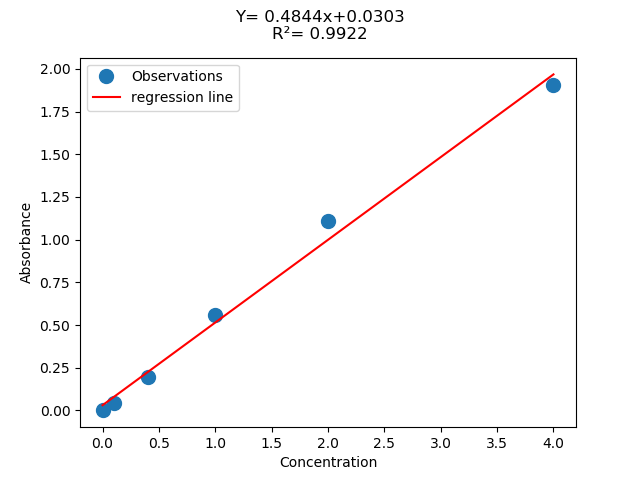 Y= 0.4844x+0.0303
R²= 0.9922
Observations
regression line
2.00
1.75
1.50
1.25
1.00
0.75
0.50
0.25
0.00
Absorbance
0.0 0.5 1.0 1.5 2.0 2.5 3.0 3.5 4.0
Concentration